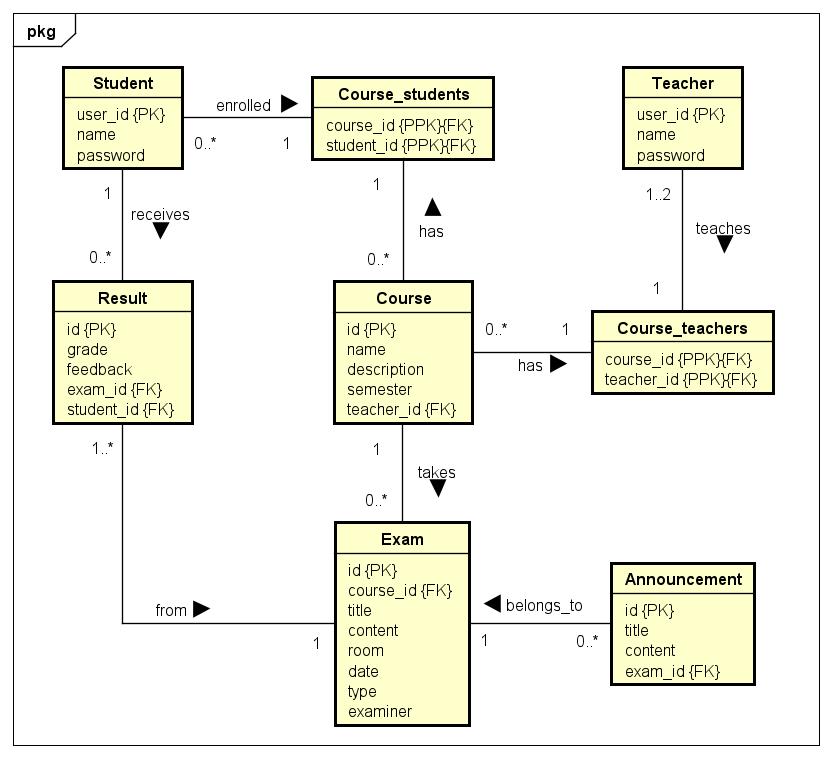 pkg
Student
user_id {PK}
name
password
enrolled
0..*
1
Course_students
course_id {PPK}{FK}
student_id {PPK}{FK}
Teacher
user_id {PK}
name
password
1
receives
0..*
1
has
0..*
1..2
teaches
1
Result
id {PK}
grade
feedback
exam_id {FK}
student_id {FK}
Course
id {PK}
name
description
semester
teacher_id {FK}
0..*
1
has
Course_teachers
course_id {PPK}{FK}
teacher_id {PPK}{FK}
1..*
from
1
1
takes
0..*
Exam
id {PK}
course_id {FK}
title
content
room
date
type
examiner
belongs_to
1
0..*
Announcement
id {PK}
title
content
exam_id {FK}